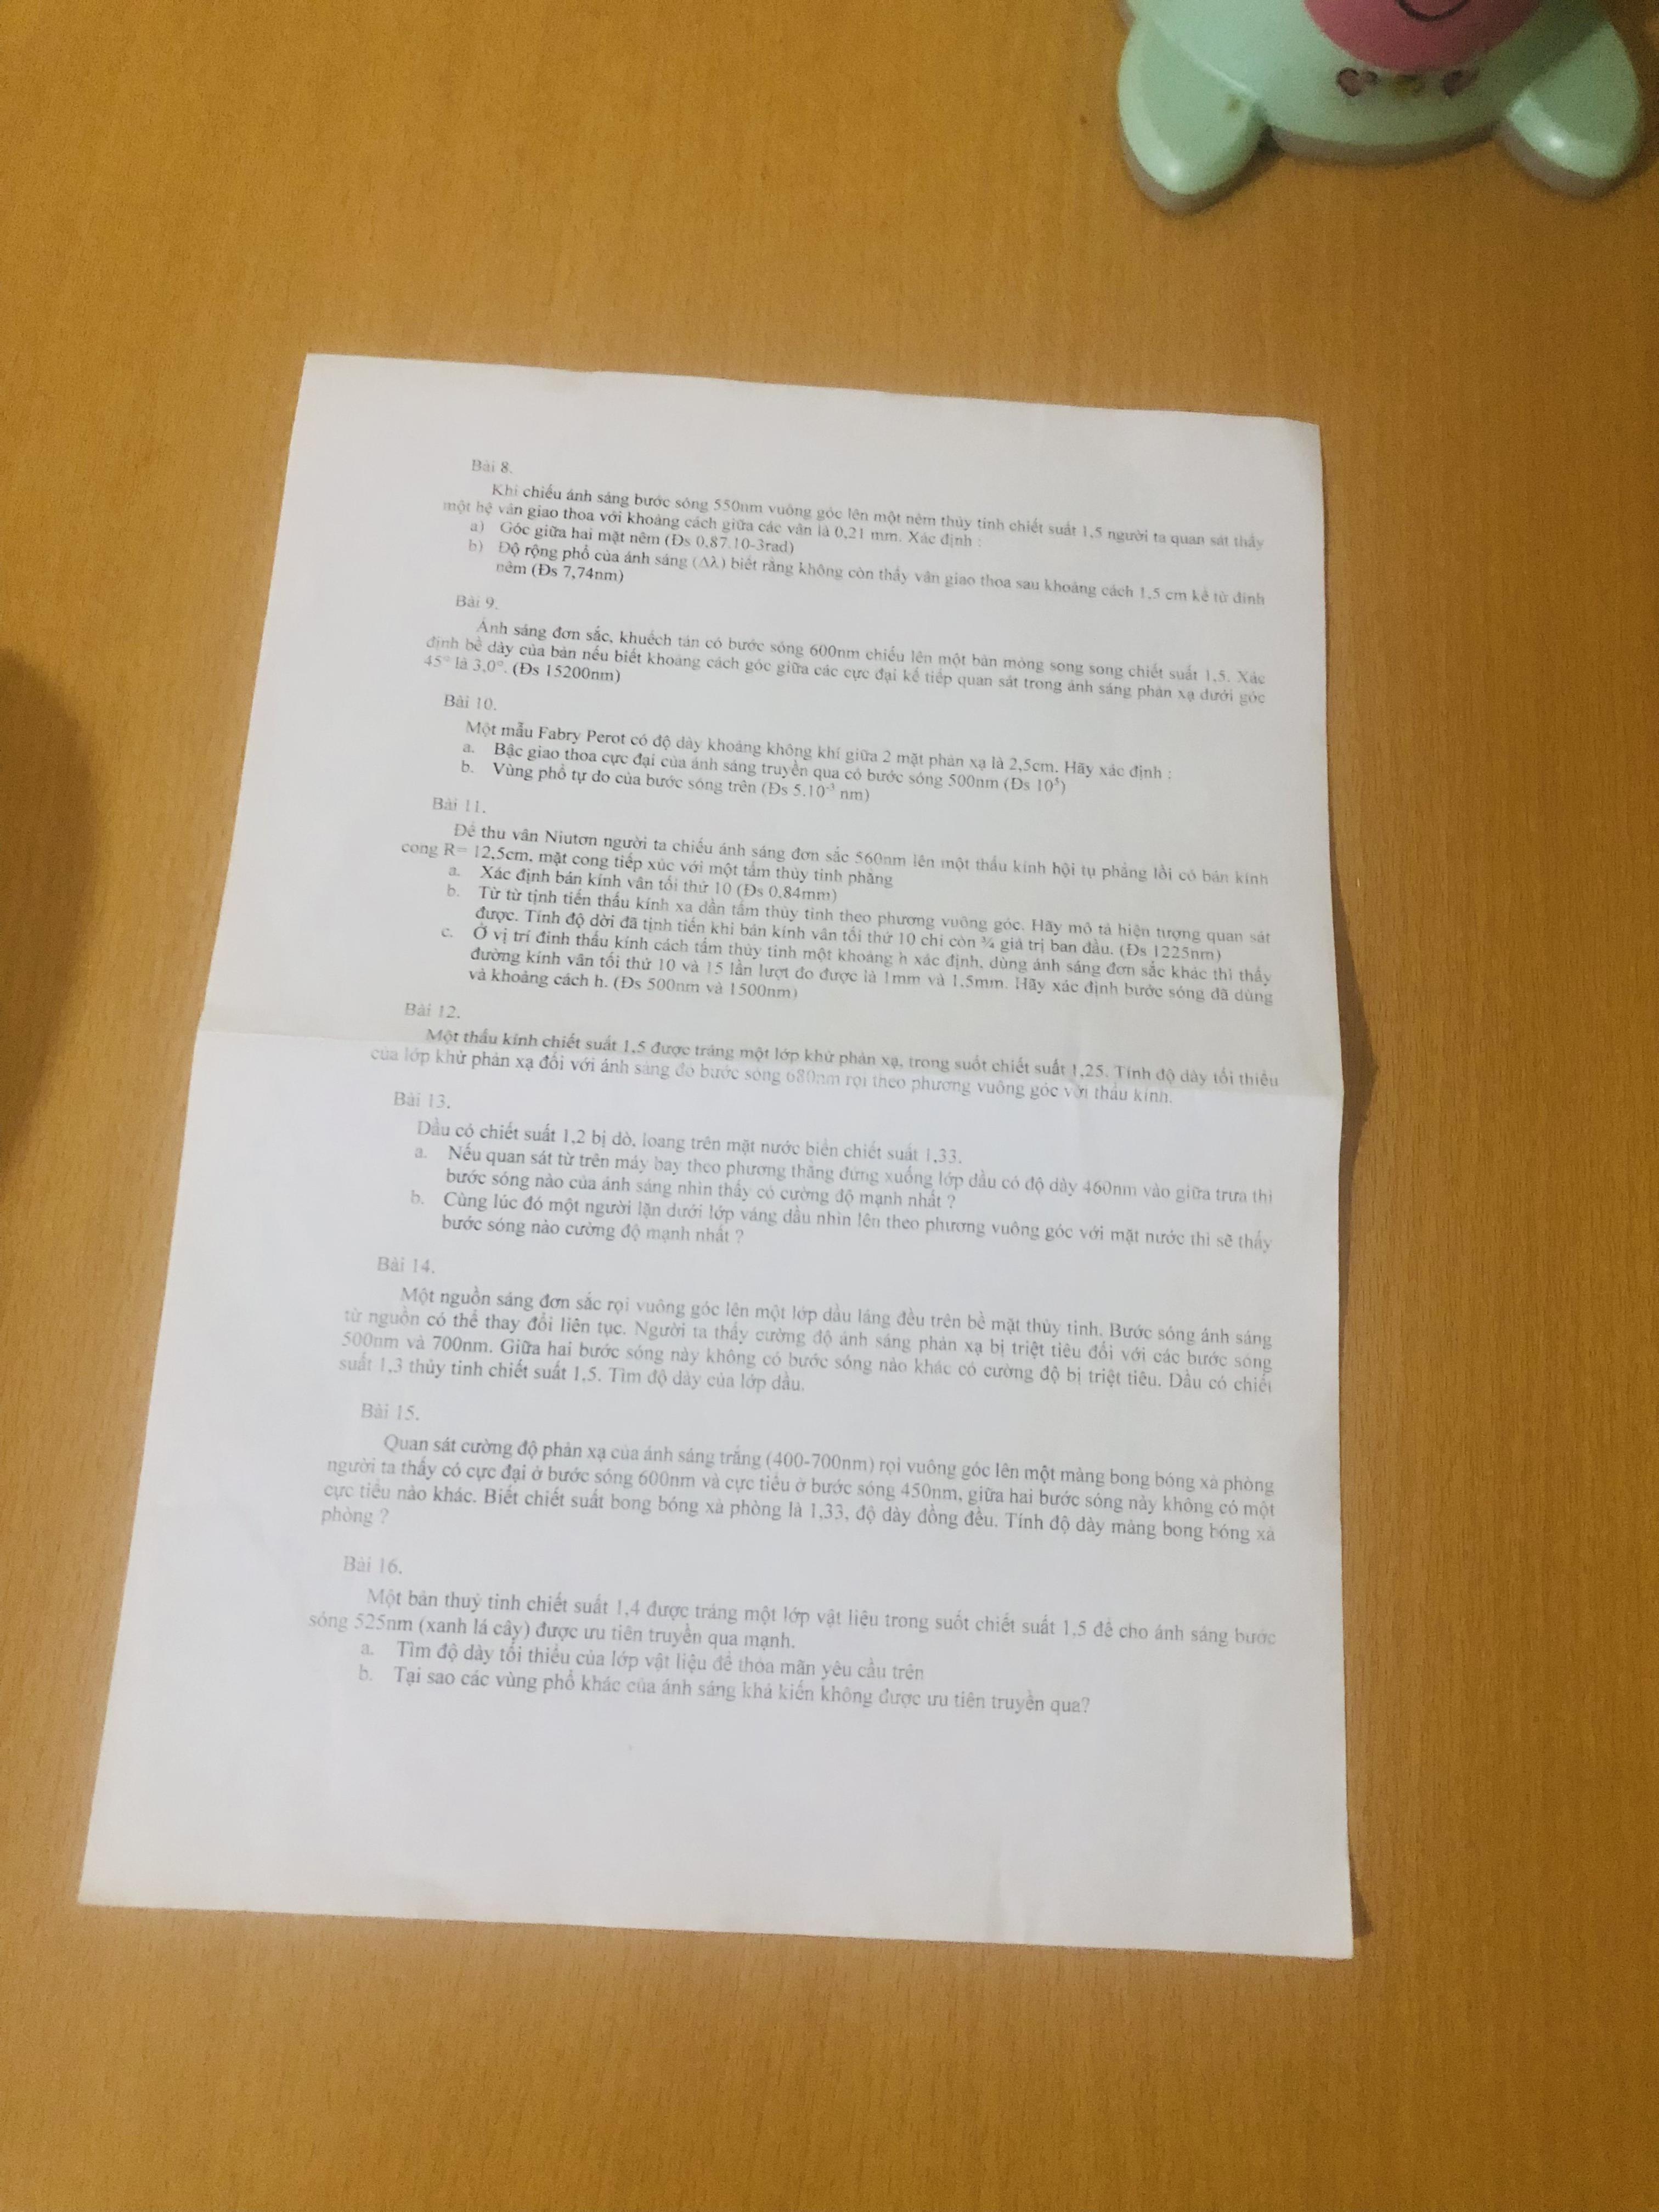 Bài 8.
Khi chiếu ánh sáng bước sóng 550nm vuông góc lên một nêm thủy tinh chiết suất 1,5 người ta quan sát thấy
một hệ vân giao thoa với khoảng cách giữa các vân là 0,21 mm. Xác định :
a) Góc giữa hai mặt nêm (Đs 0,87.10-3rad)
b) Độ rộng phổ của ánh sáng (Δλ) biết rằng không còn thấy vân giao thoa sau khoảng cách 1,5 cm kể từ đỉnh
nêm (Đs 7,74nm)
Bài 9.
Ánh sáng đơn sắc, khuếch tán có bước sóng 600nm chiếu lên một bản mỏng song song chiết suất 1,5. Xác
định bề dày của bản nếu biết khoảng cách góc giữa các cực đại kế tiếp quan sát trong ánh sáng phản xạ dưới góc
45° là 3,0°. (Đs 15200nm)
Bài 10.
Một mẫu Fabry Perot có độ dày khoảng không khí giữa 2 mặt phản xạ là 2,5cm. Hãy xác định :
a. Bậc giao thoa cực đại của ánh sáng truyền qua có bước sóng 500nm (Đs 10⁵)
b. Vùng phổ tự do của bước sóng trên (Đs 5.10⁻³ nm)
Bài 11.
Để thu vân Niutơn người ta chiếu ánh sáng đơn sắc 560nm lên một thấu kính hội tụ phẳng lồi có bán kính
cong R= 12,5cm, mặt cong tiếp xúc với một tấm thủy tinh phẳng
a. Xác định bán kính vân tối thứ 10 (Đs 0,84mm)
b. Từ từ tịnh tiến thấu kính xa dần tấm thủy tinh theo phương vuông góc. Hãy mô tả hiện tượng quan sát
được. Tính độ dời đã tịnh tiến khi bán kính vân tối thứ 10 chỉ còn ¾ giá trị ban đầu. (Đs 1225nm)
c. Ở vị trí đỉnh thấu kính cách tấm thủy tinh một khoảng h xác định, dùng ánh sáng đơn sắc khác thì thấy
đường kính vân tối thứ 10 và 15 lần lượt đo được là 1mm và 1,5mm. Hãy xác định bước sóng đã dùng
và khoảng cách h. (Đs 500nm và 1500nm)
Bài 12.
Một thấu kính chiết suất 1,5 được tráng một lớp khử phản xạ, trong suốt chiết suất 1,25. Tính độ dày tối thiểu
của lớp khử phản xạ đối với ánh sáng đỏ bước sóng 680nm rọi theo phương vuông góc với thấu kính.
Bài 13.
Dầu có chiết suất 1,2 bị dò, loang trên mặt nước biển chiết suất 1,33.
a. Nếu quan sát từ trên máy bay theo phương thẳng đứng xuống lớp dầu có độ dày 460nm vào giữa trưa thì
bước sóng nào của ánh sáng nhìn thấy có cường độ mạnh nhất ?
b. Cùng lúc đó một người lặn dưới lớp váng dầu nhìn lên theo phương vuông góc với mặt nước thì sẽ thấy
bước sóng nào cường độ mạnh nhất ?
Bài 14.
Một nguồn sáng đơn sắc rọi vuông góc lên một lớp dầu láng đều trên bề mặt thủy tinh. Bước sóng ánh sáng
từ nguồn có thể thay đổi liên tục. Người ta thấy cường độ ánh sáng phản xạ bị triệt tiêu đối với các bước sóng
500nm và 700nm. Giữa hai bước sóng này không có bước sóng nào khác có cường độ bị triệt tiêu. Dầu có chiết
suất 1,3 thủy tinh chiết suất 1,5. Tìm độ dày của lớp dầu.
Bài 15.
Quan sát cường độ phản xạ của ánh sáng trắng (400-700nm) rọi vuông góc lên một màng bong bóng xà phòng
người ta thấy có cực đại ở bước sóng 600nm và cực tiểu ở bước sóng 450nm, giữa hai bước sóng này không có một
cực tiểu nào khác. Biết chiết suất bong bóng xà phòng là 1,33, độ dày đồng đều. Tính độ dày màng bong bóng xà
phòng ?
Bài 16.
Một bản thuỷ tinh chiết suất 1,4 được tráng một lớp vật liệu trong suốt chiết suất 1,5 để cho ánh sáng bước
sóng 525nm (xanh lá cây) được ưu tiên truyền qua mạnh.
a. Tìm độ dày tối thiểu của lớp vật liệu để thỏa mãn yêu cầu trên
b. Tại sao các vùng phổ khác của ánh sáng khả kiến không được ưu tiên truyền qua?